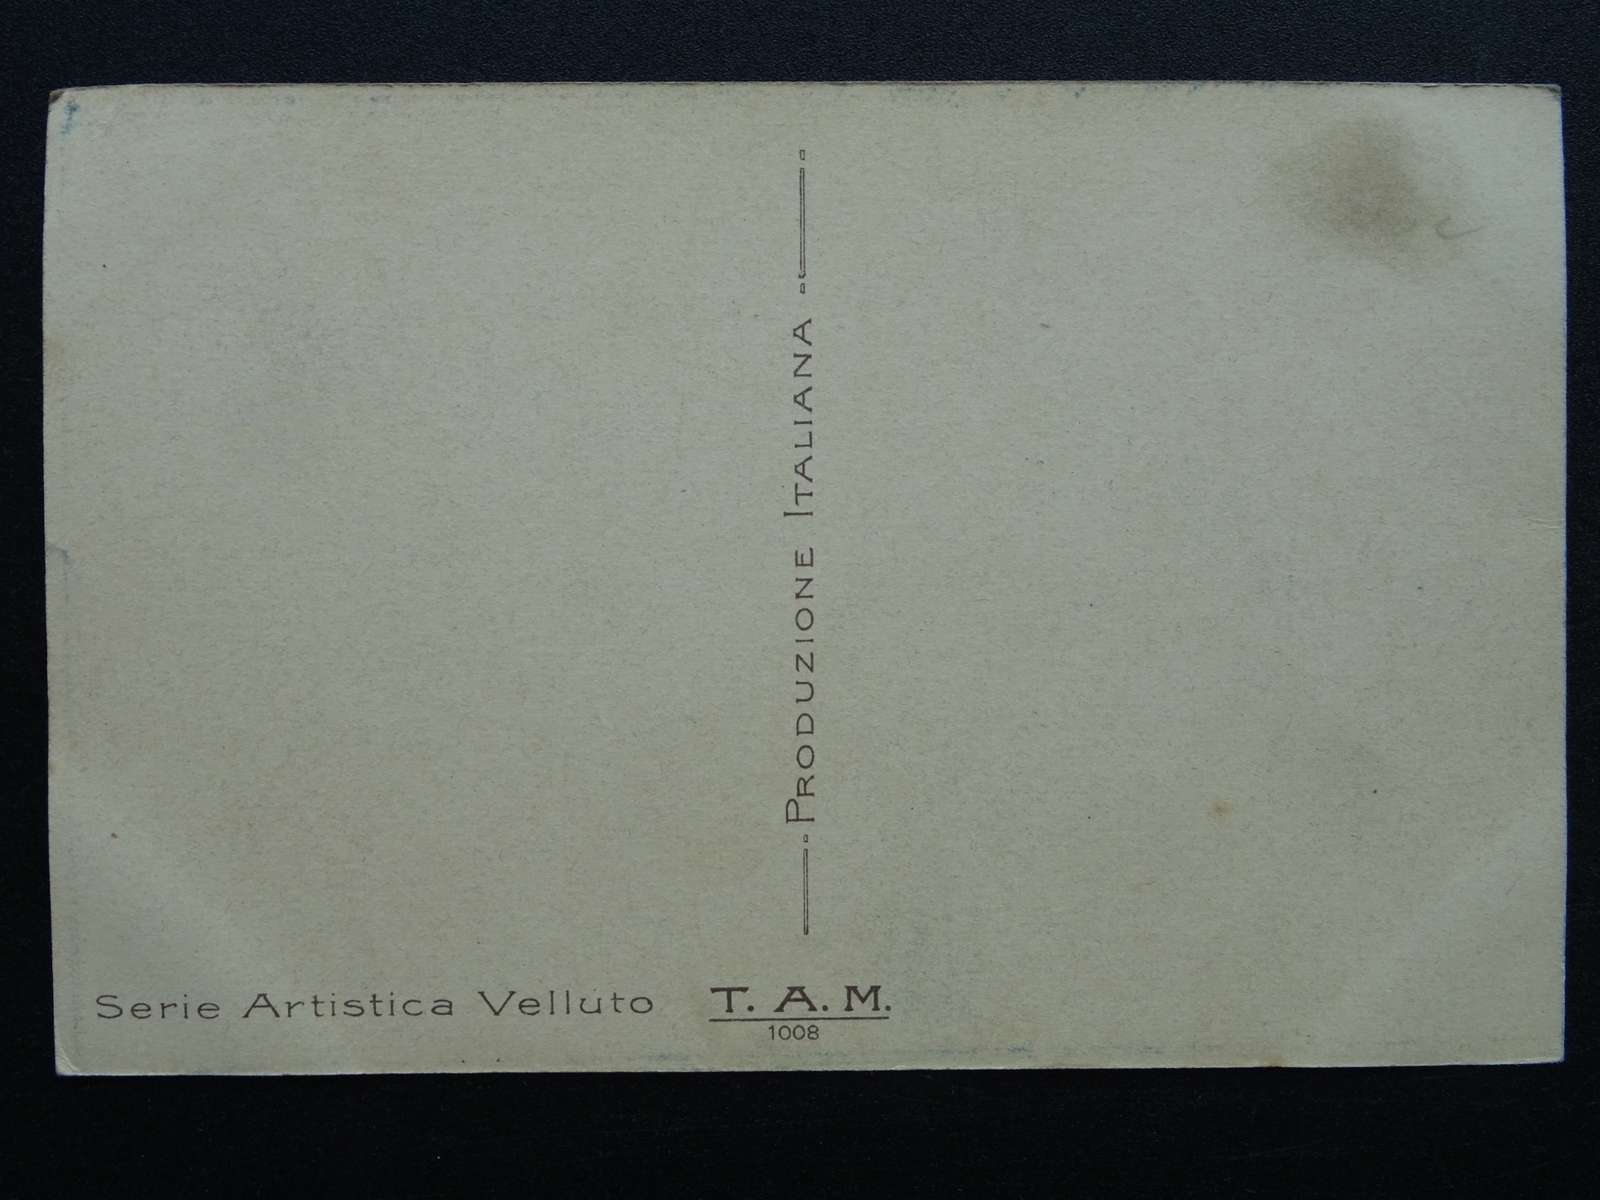 PRODUZIONE ITALIANA
Serie Artistica Velluto
T. A. M.
1008